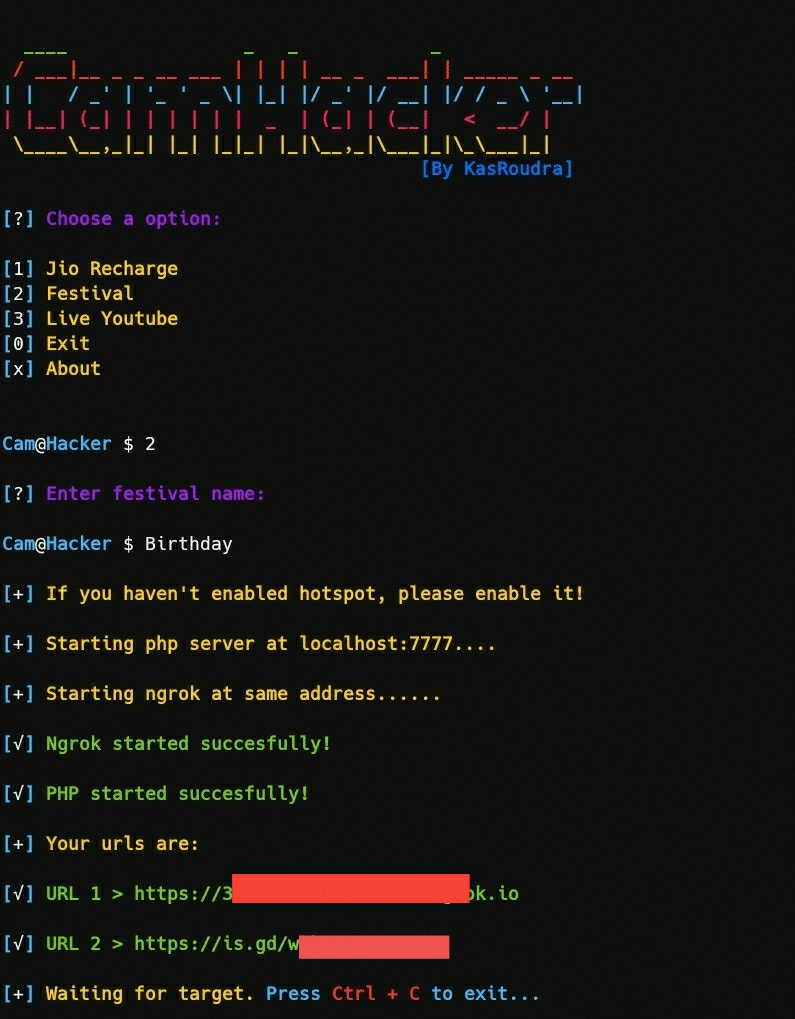 CamHacker
[By KasRoudra]
[?] Choose a option:
[1] Jio Recharge
[2] Festival
[3] Live Youtube
[0] Exit
[x] About
Cam@Hacker $ 2
[?] Enter festival name:
Cam@Hacker $ Birthday
[+] If you haven't enabled hotspot, please enable it!
[+] Starting php server at localhost:7777....
[+] Starting ngrok at same address......
[√] Ngrok started succesfully!
[√] PHP started succesfully!
[+] Your urls are:
[√] URL 1 > https://3 ok.io
[√] URL 2 > https://is.gd/w
[+] Waiting for target. Press Ctrl + C to exit...